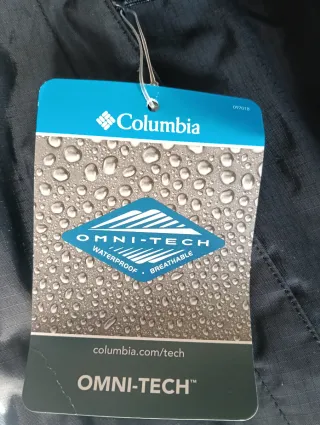 Columbia
OMNI-TECH
WATERPROOF • BREATHABLE
columbia.com/tech
OMNI-TECH™